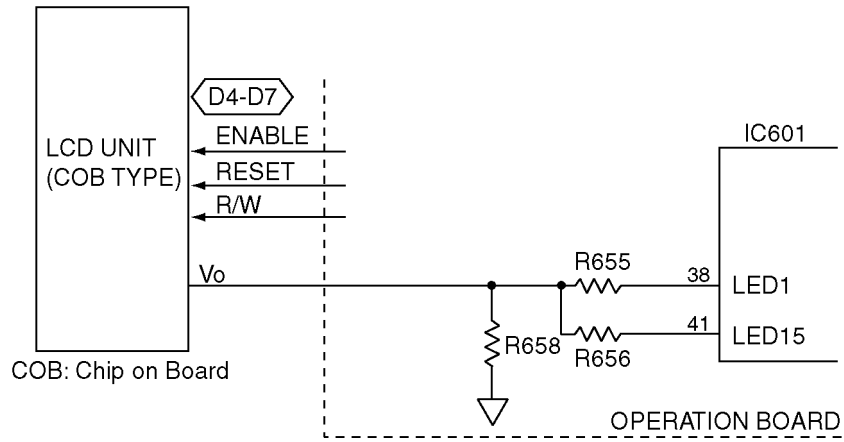 D4-D7
ENABLE
IC601
LCD UNIT
(COB TYPE)
RESET
R/W
Vo
R655
38
LED1
41
LED15
R658
R656
COB: Chip on Board
OPERATION BOARD